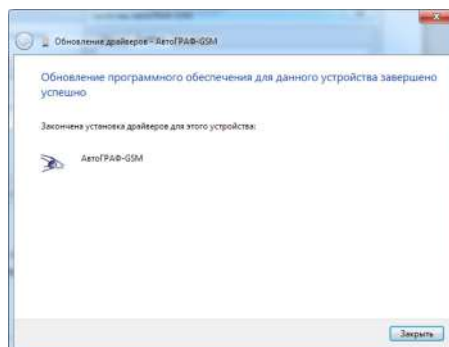 Обновление драйверов - АвтоГРАФ-GSM
Обновление программного обеспечения для данного устройства завершено
успешно
Закончена установка драйверов для этого устройства:
АвтоГРАФ-GSM
Закрыть